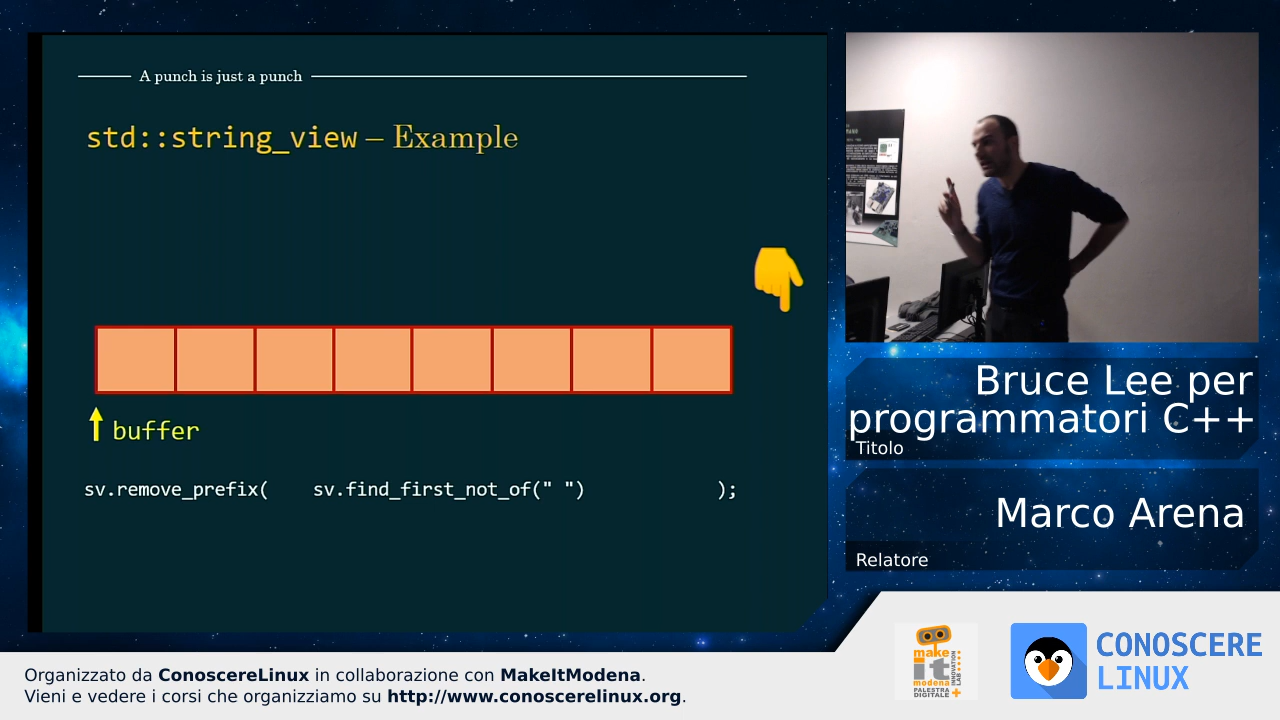 A punch is just a punch
std::string_view – Example
buffer
sv.remove_prefix( sv.find_first_not_of(" ") );
Bruce Lee per
programmatori C++
Titolo
Marco Arena
Relatore
make
it
modena
PALESTRA
DIGITALE
INNOVATION
LAB
CONOSCERE
LINUX
Organizzato da ConoscereLinux in collaborazione con MakeItModena.
Vieni e vedere i corsi che organizziamo su http://www.conoscerelinux.org.